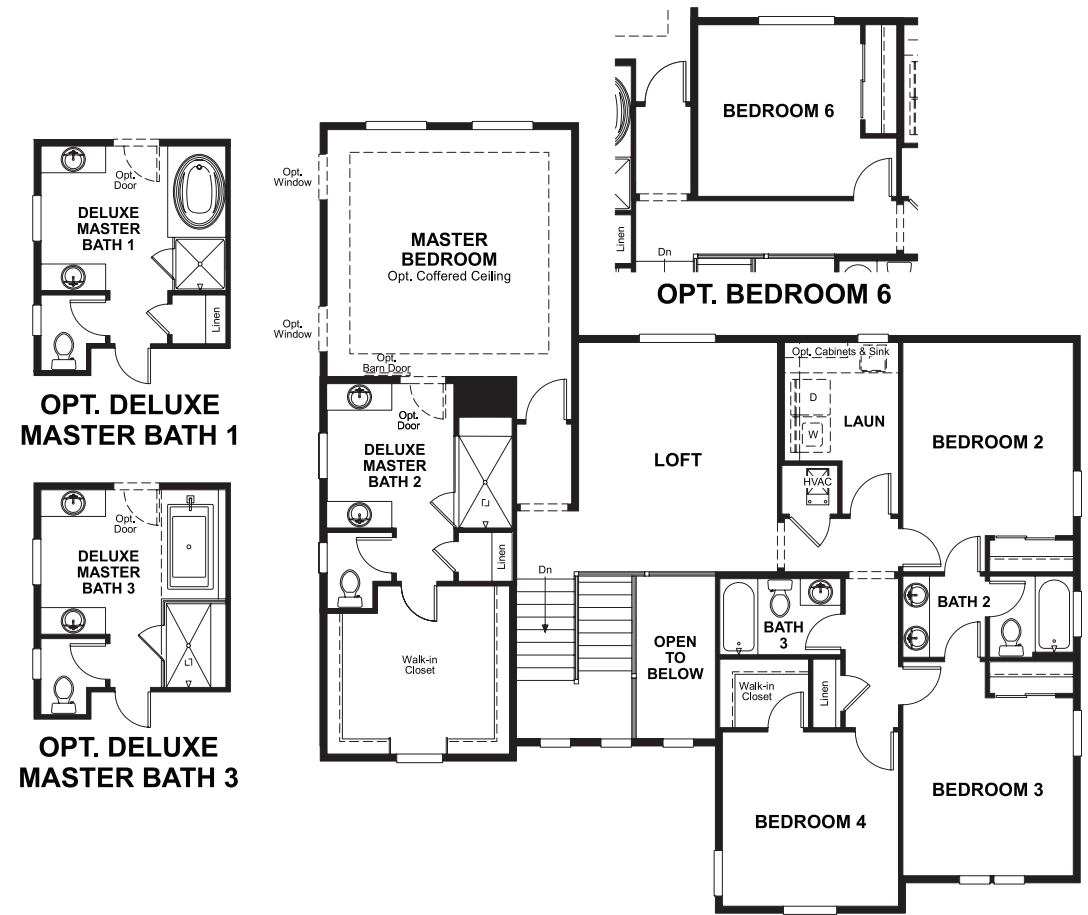 BEDROOM 6
Linen
Dn
OPT. BEDROOM 6
Opt.
Door
DELUXE
MASTER
BATH 1
Linen
OPT. DELUXE
MASTER BATH 1
Opt.
Door
DELUXE
MASTER
BATH 3
OPT. DELUXE
MASTER BATH 3
Opt.
Window
MASTER
BEDROOM
Opt. Coffered Ceiling
Opt.
Window
Opt.
Barn Door
Opt.
Door
DELUXE
MASTER
BATH 2
Linen
Walk-in
Closet
Dn
LOFT
OPEN
TO
BELOW
Opt. Cabinets & Sink
D
W
LAUN
HVAC
BEDROOM 2
BATH 2
BATH
3
Walk-in
Closet
Linen
BEDROOM 3
BEDROOM 4